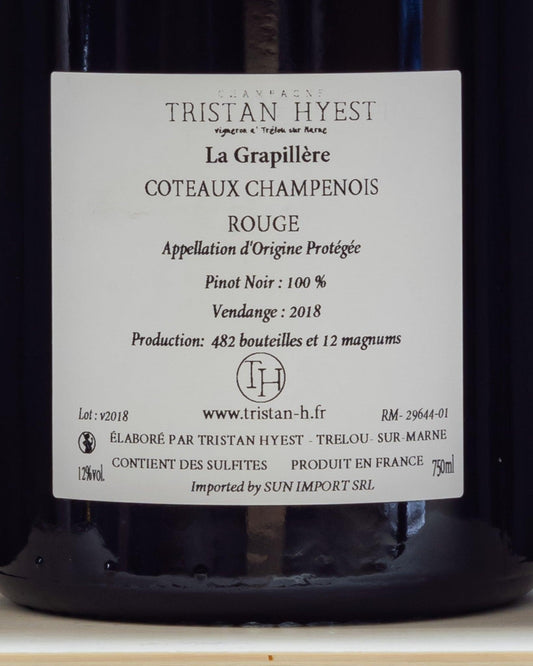 CHAMPAGNE
TRISTAN HYEST
vigneron a' Trélou sur Marne
La Grapillère
COTEAUX CHAMPENOIS
ROUGE
Appellation d'Origine Protégée
Pinot Noir : 100 %
Vendange : 2018
Production: 482 bouteilles et 12 magnums
TH
Lot : v2018 www.tristan-h.fr RM- 29644-01
ÉLABORÉ PAR TRISTAN HYEST - TRELOU- SUR-MARNE
12%vol. CONTIENT DES SULFITES PRODUIT EN FRANCE 750ml
Imported by SUN IMPORT SRL